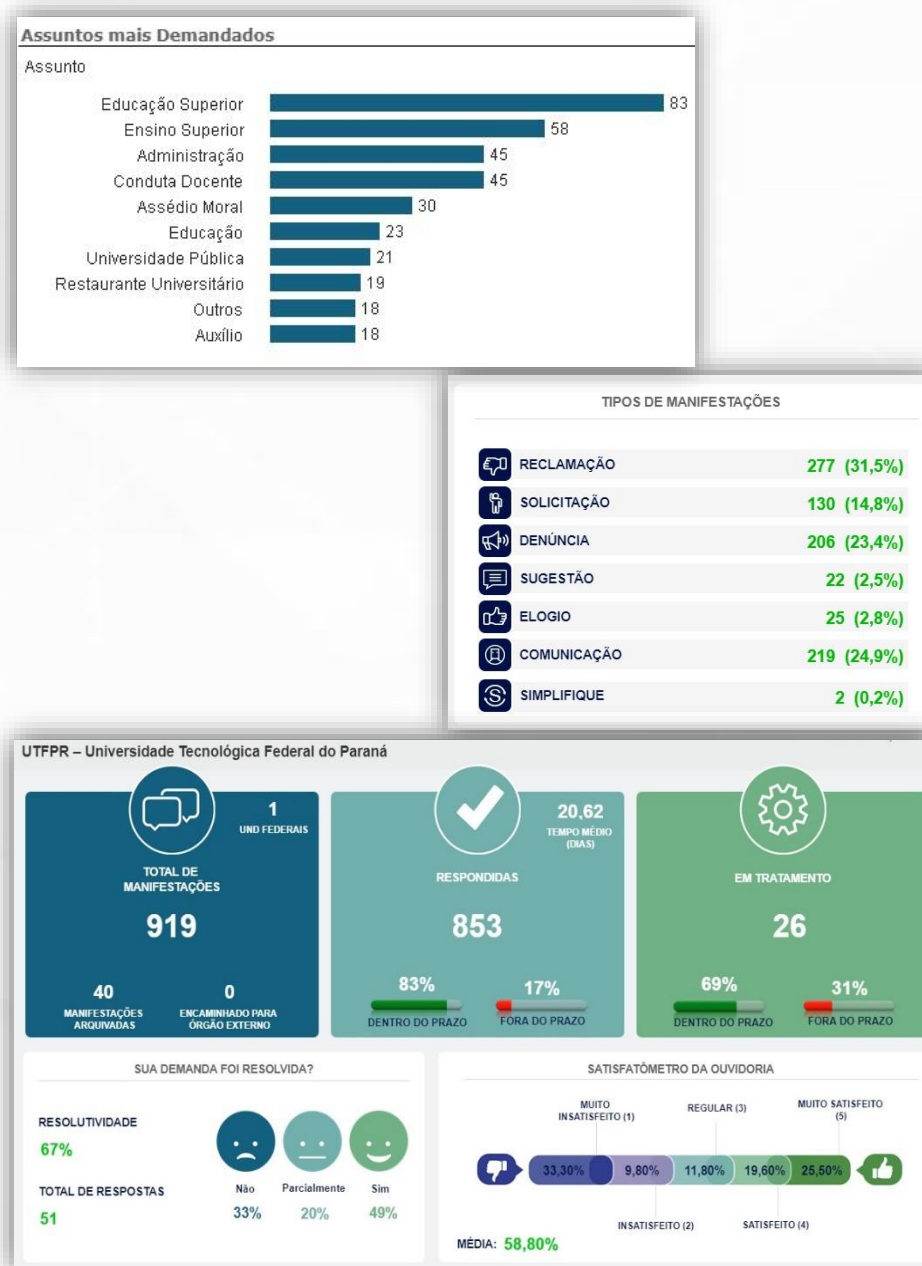 Assuntos mais Demandados
Assunto
Educação Superior 83
Ensino Superior 58
Administração 45
Conduta Docente 45
Assédio Moral 30
Educação 23
Universidade Pública 21
Restaurante Universitário 19
Outros 18
Auxílio 18
TIPOS DE MANIFESTAÇÕES
RECLAMAÇÃO 277 (31,5%)
SOLICITAÇÃO 130 (14,8%)
DENÚNCIA 206 (23,4%)
SUGESTÃO 22 (2,5%)
ELOGIO 25 (2,8%)
COMUNICAÇÃO 219 (24,9%)
S SIMPLIFIQUE 2 (0,2%)
UTFPR – Universidade Tecnológica Federal do Paraná
1
UND FEDERAIS
TOTAL DE
MANIFESTAÇÕES
919
40
MANIFESTAÇÕES
ARQUIVADAS
0
ENCAMINHADO PARA
ÓRGÃO EXTERNO
20,62
TEMPO MÉDIO
(DIAS)
RESPONDIDAS
853
83%
DENTRO DO PRAZO
17%
FORA DO PRAZO
EM TRATAMENTO
26
69%
DENTRO DO PRAZO
31%
FORA DO PRAZO
SUA DEMANDA FOI RESOLVIDA?
RESOLUTIVIDADE
67%
TOTAL DE RESPOSTAS
51
Não Parcialmente Sim
33% 20% 49%
SATISFATÔMETRO DA OUVIDORIA
MUITO
INSATISFEITO (1)
REGULAR (3)
MUITO SATISFEITO
(5)
33,30% 9,80% 11,80% 19,60% 25,50%
INSATISFEITO (2) SATISFEITO (4)
MÉDIA: 58,80%